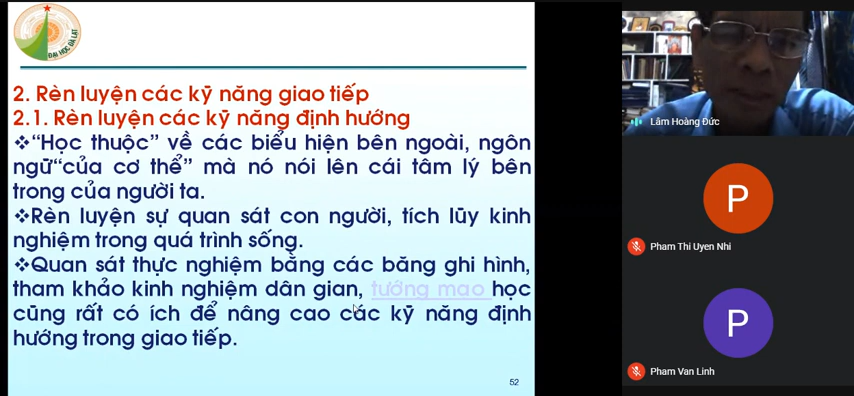 ĐẠI HỌC ĐÀ LẠT
2. Rèn luyện các kỹ năng giao tiếp
2.1. Rèn luyện các kỹ năng định hướng
❖“Học thuộc” về các biểu hiện bên ngoài, ngôn
ngữ“của cơ thể” mà nó nói lên cái tâm lý bên
trong của người ta.
❖Rèn luyện sự quan sát con người, tích lũy kinh
nghiệm trong quá trình sống.
❖Quan sát thực nghiệm bằng các băng ghi hình,
tham khảo kinh nghiệm dân gian, tướng mạo học
cũng rất có ích để nâng cao các kỹ năng định
hướng trong giao tiếp.
52
Lâm Hoàng Đức
P
Pham Thi Uyen Nhi
P
Pham Van Linh